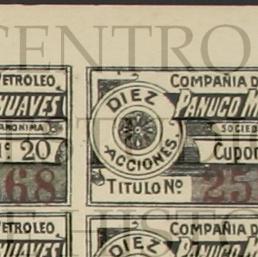 CENTRO
PETROLEO
COMPAÑIA D
HUAVES
DIEZ
PANUCO M
ANONIMA
SOCIED
Nº 20
ACCIONES.
Cupon
68
TITULO Nº
25
PETROLEO
COMPAÑIA D
HUAVES
DIEZ
PANUCO M